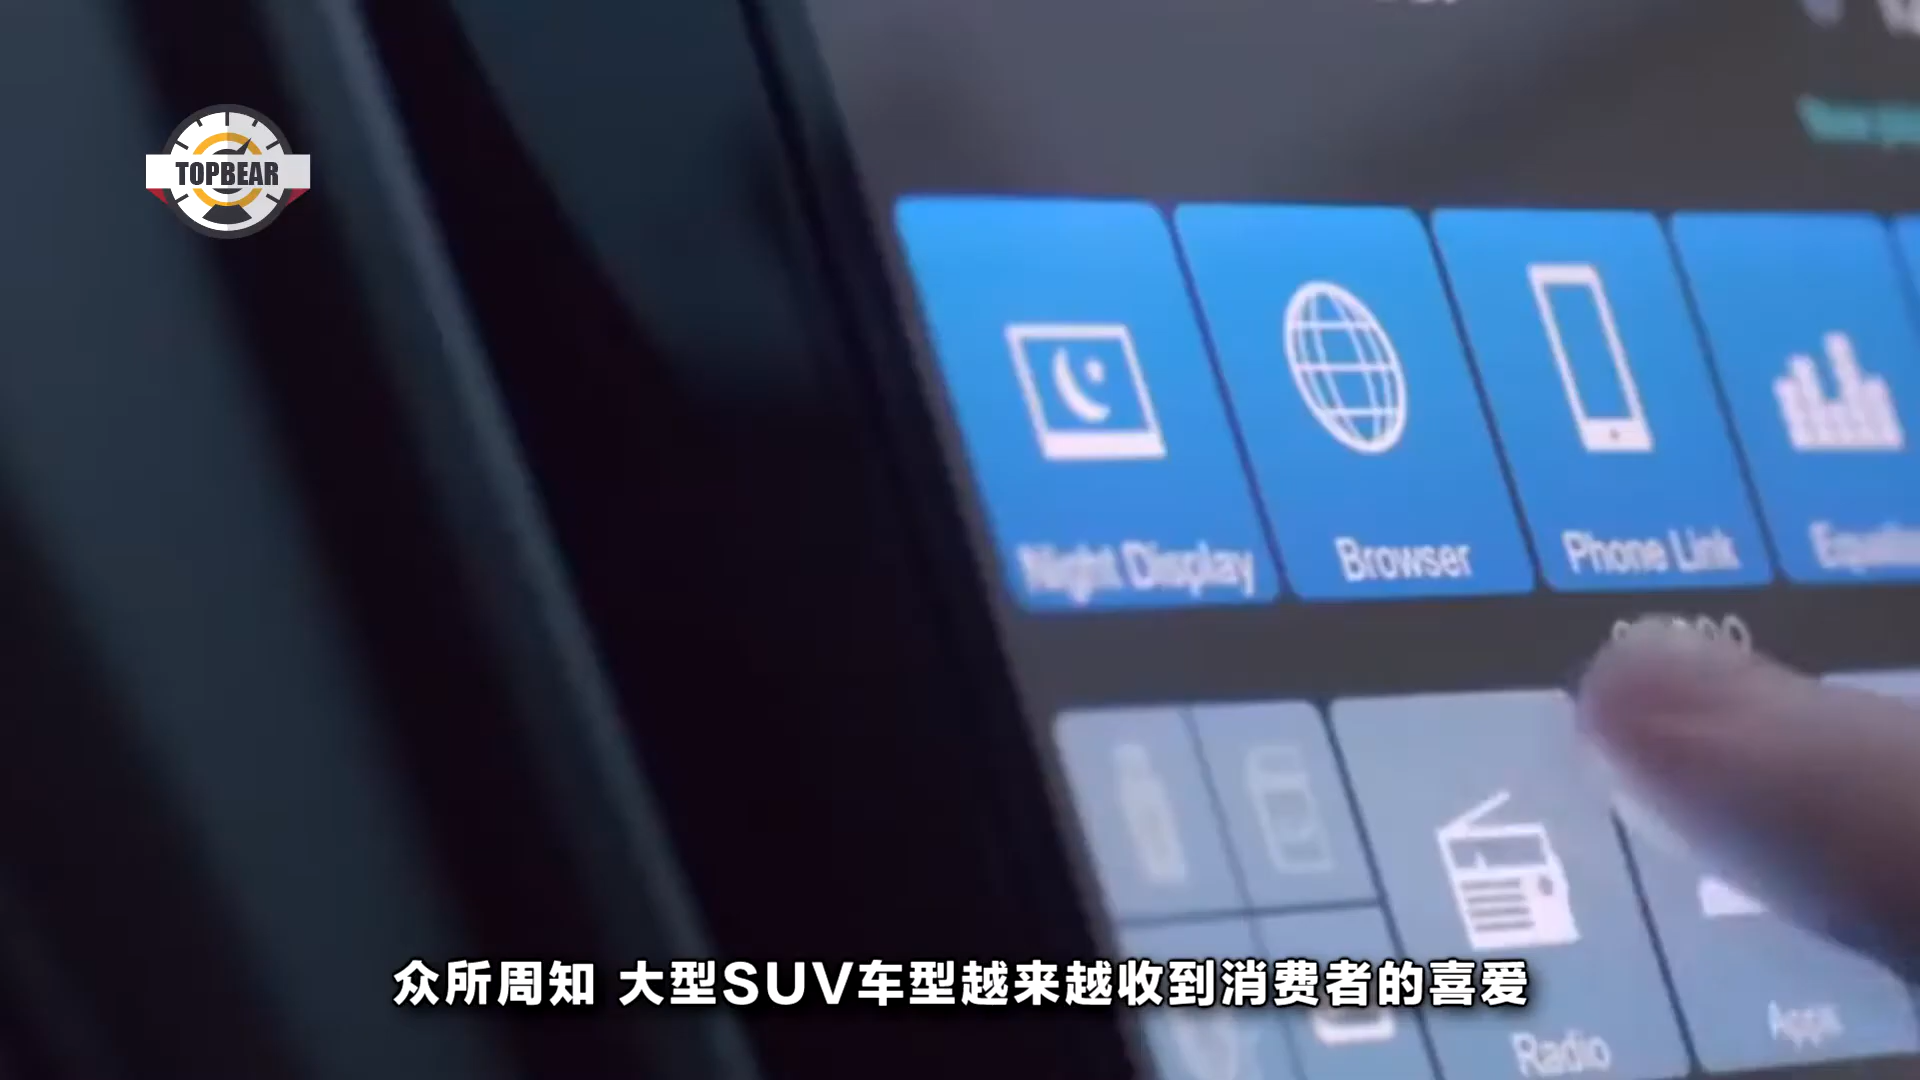 TOPBEAR
Night Display
Browser
Phone Link
Radio
Apps
众所周知 大型SUV车型越来越收到消费者的喜爱